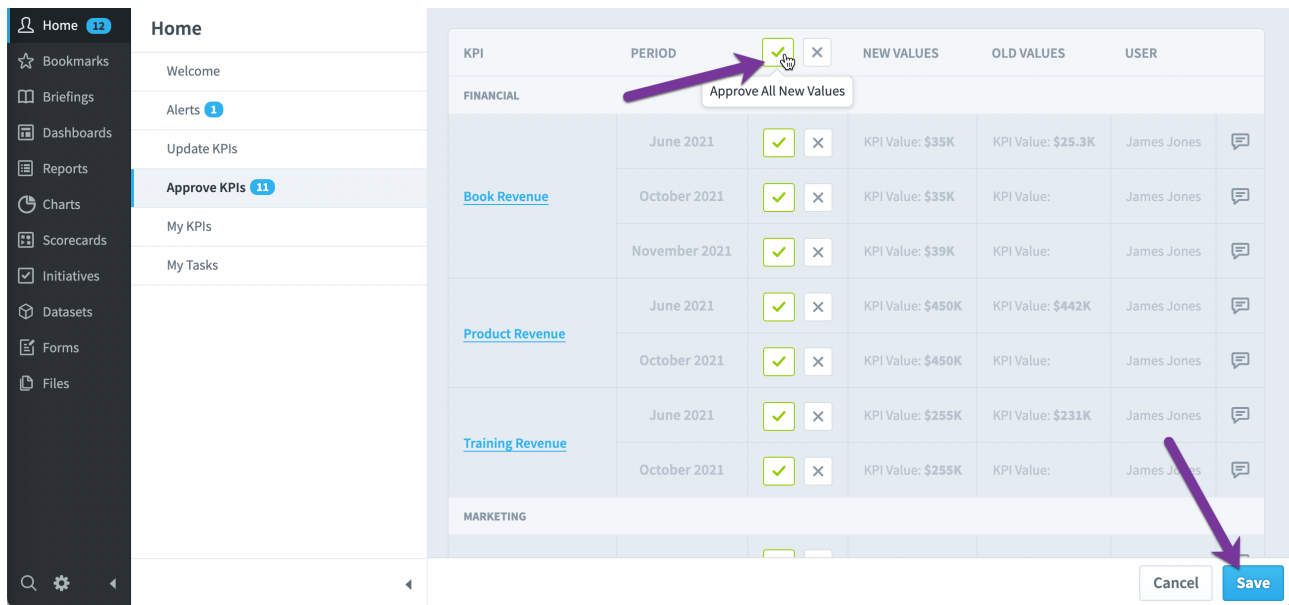 Home 12
Bookmarks
Briefings
Dashboards
Reports
Charts
Scorecards
Initiatives
Datasets
Forms
Files
Home
Welcome
Alerts 1
Update KPIs
Approve KPIs 11
My KPIs
My Tasks
KPI PERIOD NEW VALUES OLD VALUES USER
Approve All New Values
FINANCIAL
Book Revenue
June 2021 KPI Value: $35K KPI Value: $25.3K James Jones
October 2021 KPI Value: $35K KPI Value: James Jones
November 2021 KPI Value: $39K KPI Value: James Jones
Product Revenue
June 2021 KPI Value: $450K KPI Value: $442K James Jones
October 2021 KPI Value: $450K KPI Value: James Jones
Training Revenue
June 2021 KPI Value: $255K KPI Value: $231K James Jones
October 2021 KPI Value: $255K KPI Value: James Jones
MARKETING
Cancel Save